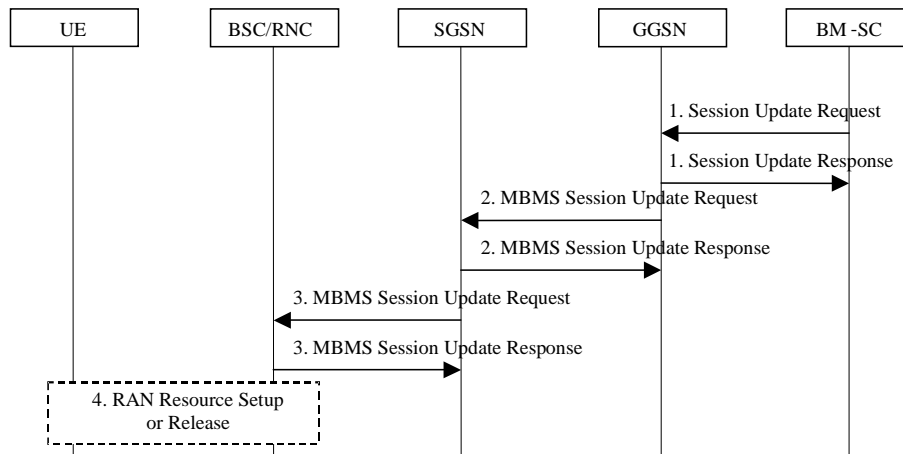 UE
BSC/RNC
SGSN
GGSN
BM -SC
1. Session Update Request
1. Session Update Response
2. MBMS Session Update Request
2. MBMS Session Update Response
3. MBMS Session Update Request
3. MBMS Session Update Response
4. RAN Resource Setup
or Release